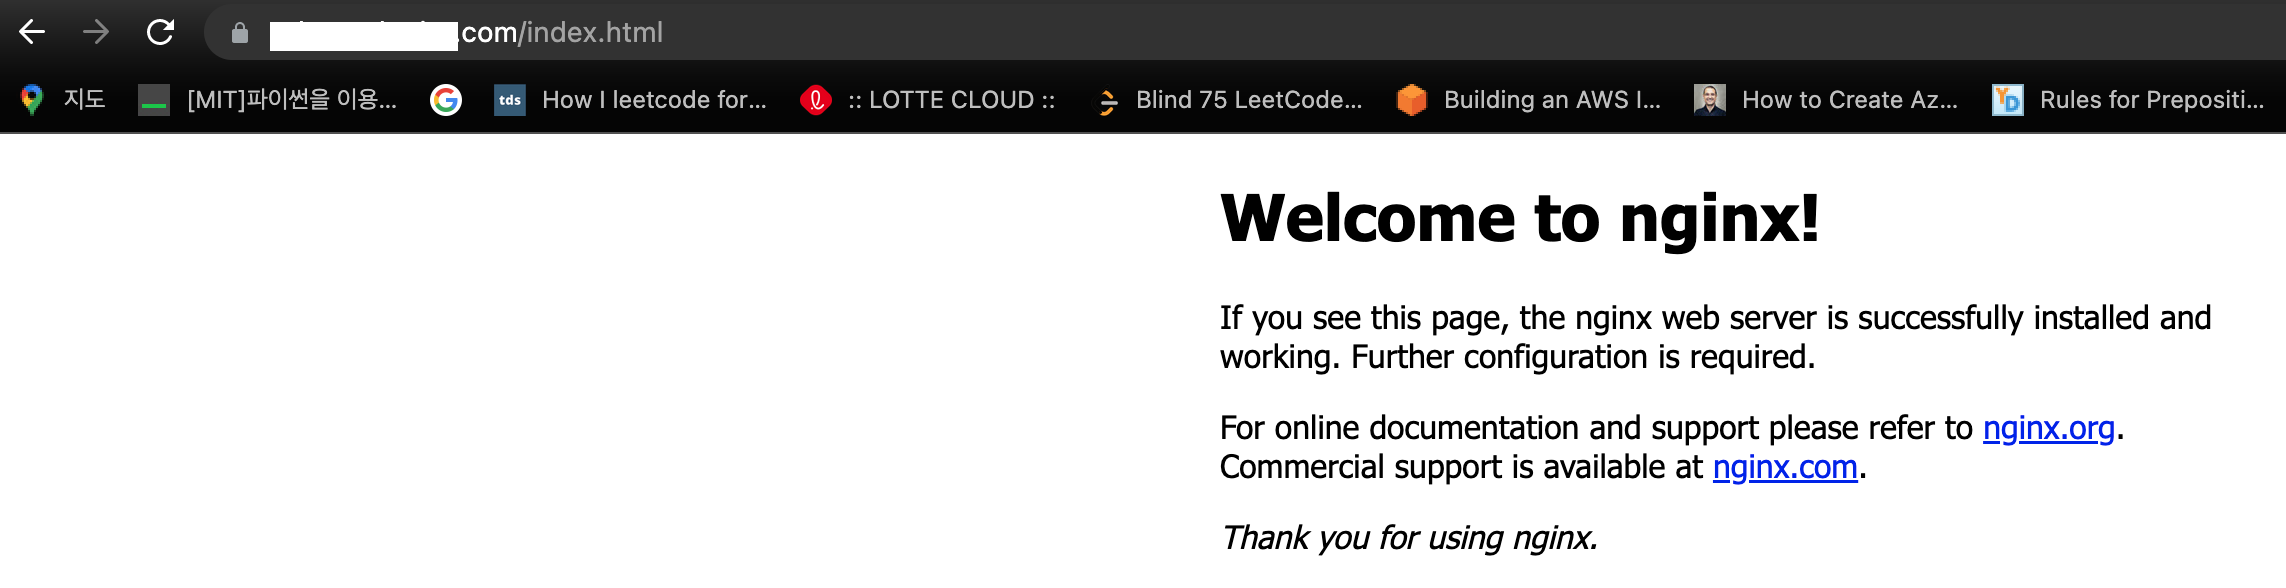 .com/index.html
지도 [MIT]파이썬을 이용... tds How I leetcode for... :: LOTTE CLOUD :: Blind 75 LeetCode... Building an AWS I... How to Create Az... YD Rules for Prepositi...
Welcome to nginx!
If you see this page, the nginx web server is successfully installed and
working. Further configuration is required.
For online documentation and support please refer to nginx.org.
Commercial support is available at nginx.com.
Thank you for using nginx.